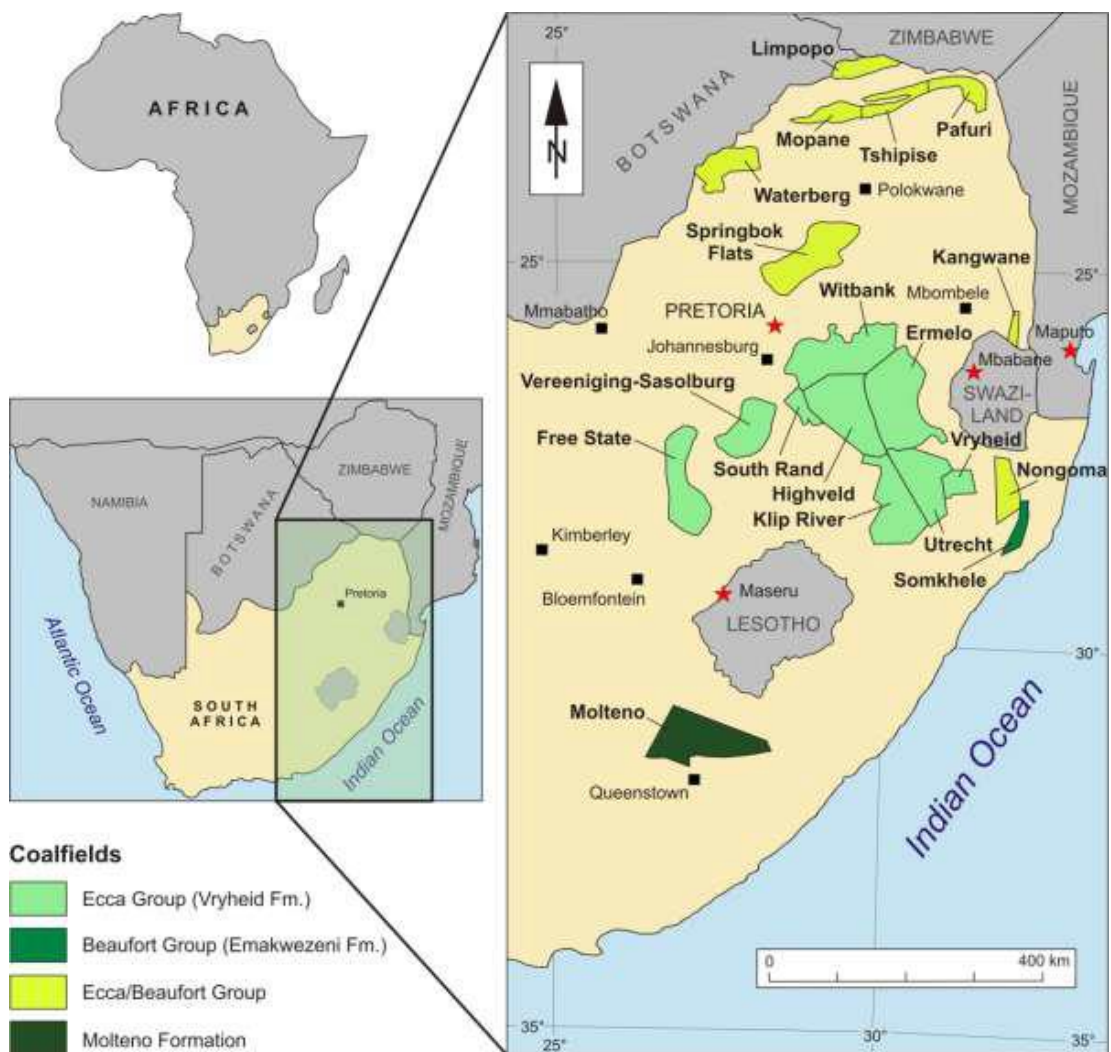 AFRICA
NAMIBIA
BOTSWANA
ZIMBABWE
MOZAMBIQUE
Pretoria
SOUTH
AFRICA
Atlantic
Ocean
Indian Ocean
Coalfields
Ecca Group (Vryheid Fm.)
Beaufort Group (Emakwezeni Fm.)
Ecca/Beaufort Group
Molteno Formation
25°
N
Limpopo
ZIMBABWE
BOTSWANA
MOZAMBIQUE
Mopane
Tshipise
Pafuri
Waterberg
Polokwane
Springbok
Flats
25°
25°
Kangwane
Witbank
Mbombele
Mmabatho
PRETORIA
Ermelo
Maputo
Johannesburg
Mbabane
Vereeniging-Sasolburg
SWAZI-
LAND
Free State
Vryheid
South Rand
Nongoma
Highveld
Klip River
Kimberley
Utrecht
Somkhele
Bloemfontein
Maseru
LESOTHO
30°
Molteno
Queenstown
Indian Ocean
0
400 km
35°
25°
30°
35°